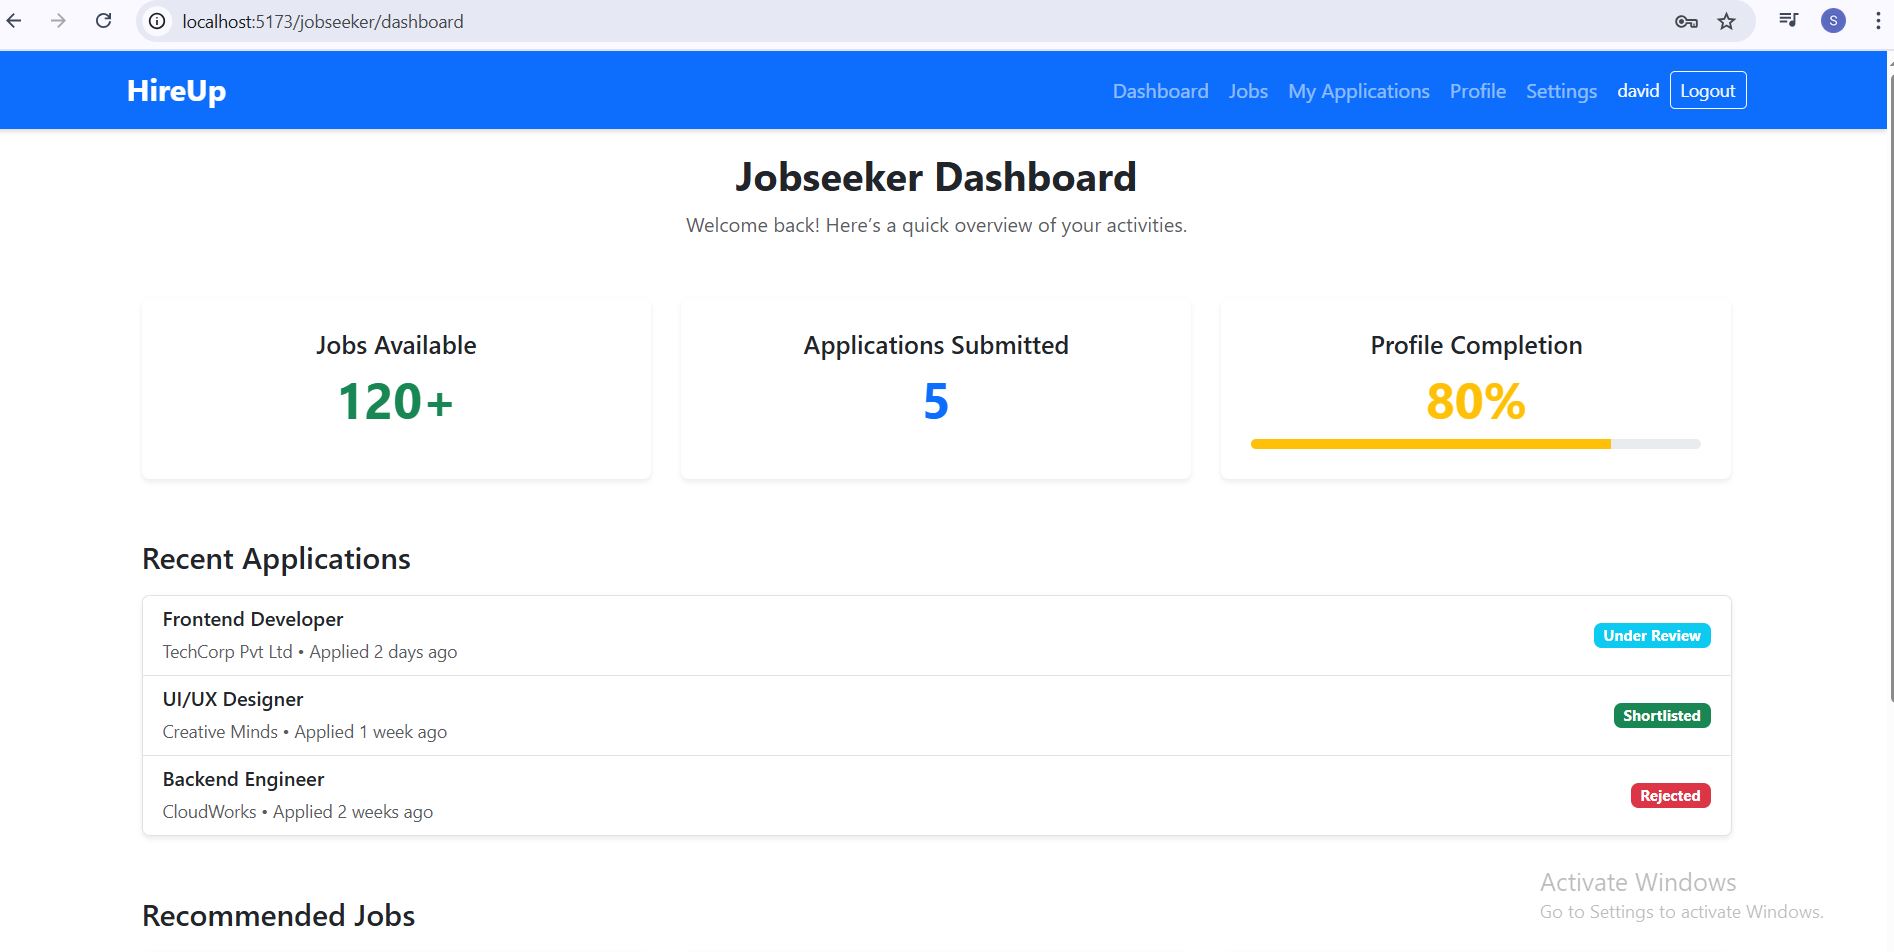 localhost:5173/jobseeker/dashboard
S
HireUp
Dashboard Jobs My Applications Profile Settings david Logout
Jobseeker Dashboard
Welcome back! Here's a quick overview of your activities.
Jobs Available
120+
Applications Submitted
5
Profile Completion
80%
Recent Applications
Frontend Developer
TechCorp Pvt Ltd • Applied 2 days ago
Under Review
UI/UX Designer
Creative Minds • Applied 1 week ago
Shortlisted
Backend Engineer
CloudWorks • Applied 2 weeks ago
Rejected
Recommended Jobs
Activate Windows
Go to Settings to activate Windows.